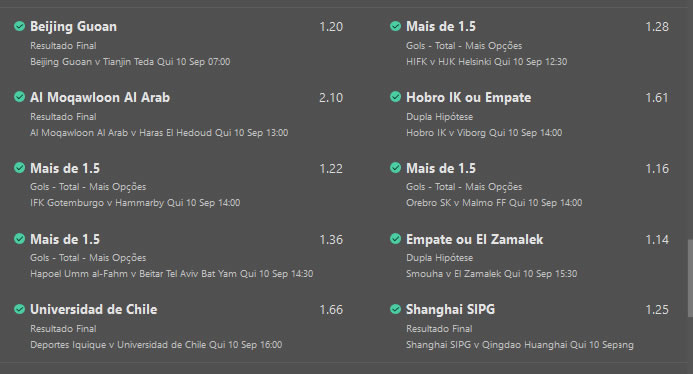 Beijing Guoan 1.20
Resultado Final
Beijing Guoan v Tianjin Teda Qui 10 Sep 07:00
Mais de 1.5 1.28
Gols - Total - Mais Opções
HIFK v HJK Helsinki Qui 10 Sep 12:30
Al Moqawloon Al Arab 2.10
Resultado Final
Al Moqawloon Al Arab v Haras El Hedoud Qui 10 Sep 13:00
Hobro IK ou Empate 1.61
Dupla Hipótese
Hobro IK v Viborg Qui 10 Sep 14:00
Mais de 1.5 1.22
Gols - Total - Mais Opções
IFK Gotemburgo v Hammarby Qui 10 Sep 14:00
Mais de 1.5 1.16
Gols - Total - Mais Opções
Orebro SK v Malmo FF Qui 10 Sep 14:00
Mais de 1.5 1.36
Gols - Total - Mais Opções
Hapoel Umm al-Fahm v Beitar Tel Aviv Bat Yam Qui 10 Sep 14:30
Empate ou El Zamalek 1.14
Dupla Hipótese
Smouha v El Zamalek Qui 10 Sep 15:30
Universidad de Chile 1.66
Resultado Final
Deportes Iquique v Universidad de Chile Qui 10 Sep 16:00
Shanghai SIPG 1.25
Resultado Final
Shanghai SIPG v Qingdao Huanghai Qui 10 Sep